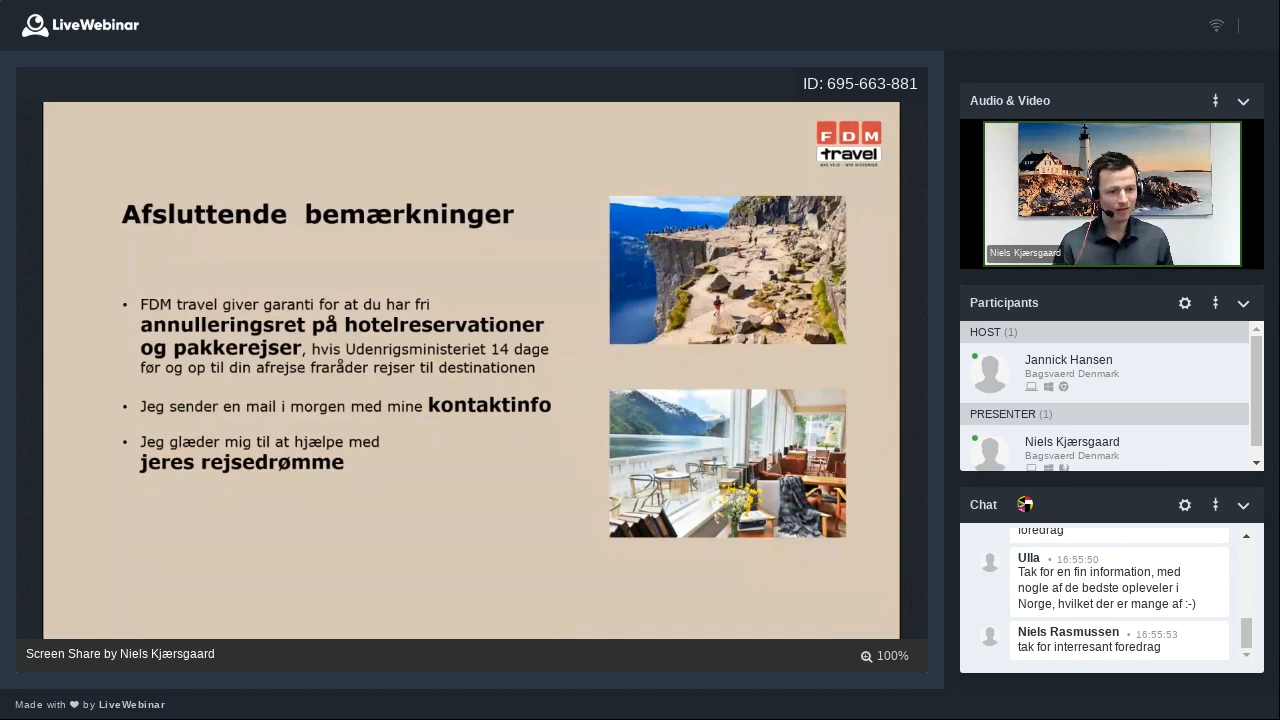 LiveWebinar
ID: 695-663-881
FDM
travel
Afsluttende bemærkninger
• FDM travel giver garanti for at du har fri
annulleringsret på hotelreservationer
og pakkerejser, hvis Udenrigsministeriet 14 dage
før og op til din afrejse fraråder rejser til destinationen
• Jeg sender en mail i morgen med mine kontaktinfo
• Jeg glæder mig til at hjælpe med
jeres rejsedrømme
Screen Share by Niels Kjærsgaard
100%
Audio & Video
Niels Kjærsgaard
Participants
HOST (1)
Jannick Hansen
Bagsvaerd Denmark
PRESENTER (1)
Niels Kjærsgaard
Bagsvaerd Denmark
Chat
foredrag
Ulla • 16:55:50
Tak for en fin information, med
nogle af de bedste opleveler i
Norge, hvilket der er mange af :-)
Niels Rasmussen • 16:55:53
tak for interresant foredrag
Made with ❤ by LiveWebinar